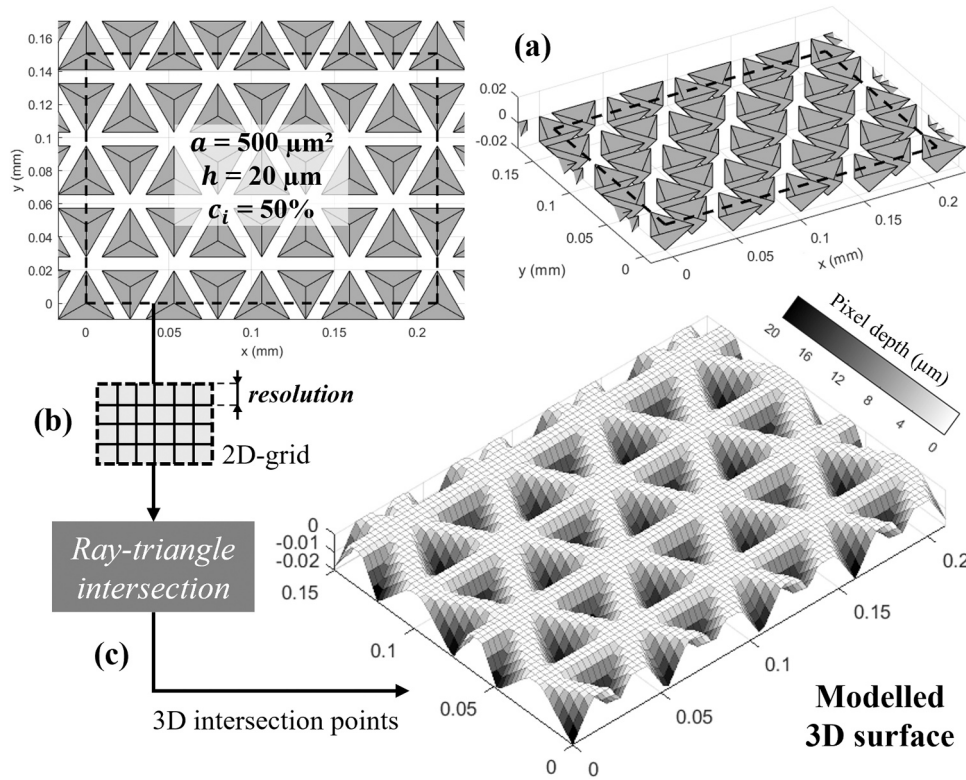 0.16
0.14
0.12
0.1
0.08
0.06
0.04
0.02
0
y (mm)
0
0.05
0.1
0.15
0.2
x (mm)
a = 500 µm²
h = 20 µm
cᵢ = 50%
(a)
0.02
0
-0.02
0.15
0.1
0.05
0
y (mm)
0
0.05
0.1
0.15
0.2
x (mm)
(b)
resolution
2D-grid
Ray-triangle
intersection
(c)
3D intersection points
Pixel depth (µm)
20
16
12
8
4
0
0
-0.01
-0.02
0.15
0.1
0.05
0
0
0.05
0.1
0.15
0.2
Modelled
3D surface